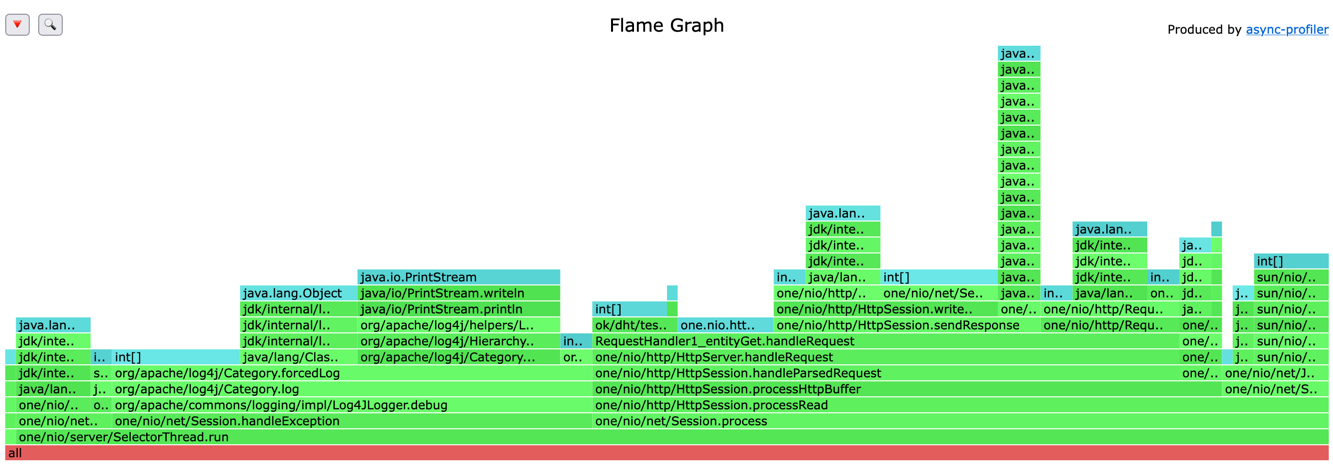 Flame Graph
Produced by async-profiler
java..
java..
java..
java..
java..
java..
java..
java..
java..
java..
java.lan.. java..
jdk/inte.. java.. java.lan..
jdk/inte.. java.. jdk/inte.. ja..
jdk/inte.. java.. jdk/inte.. jd.. int[]
java.io.PrintStream in.. java/lan.. int[] java.. jdk/inte.. in.. jd.. sun/nio/..
java.lang.Object java/io/PrintStream.writeln one/nio/http/.. one/nio/net/Se.. java.. in.. java/lan.. on.. jd.. j.. sun/nio/..
jdk/internal/l.. java/io/PrintStream.println int[] one/nio/http/HttpSession.write.. one/.. one/nio/http/Requ.. ja.. j.. sun/nio/..
java.lan.. jdk/internal/l.. org/apache/log4j/helpers/L.. ok/dht/tes.. one.nio.htt.. one/nio/http/HttpSession.sendResponse one/nio/http/Requ.. one/.. j.. sun/nio/..
jdk/inte.. jdk/internal/l.. org/apache/log4j/Hierarchy... in.. RequestHandler1_entityGet.handleRequest one/.. j.. sun/nio/..
jdk/inte.. i.. int[] java/lang/Clas.. org/apache/log4j/Category... or.. one/nio/http/HttpServer.handleRequest one/.. j.. sun/nio/..
jdk/inte.. s.. org/apache/log4j/Category.forcedLog one/nio/http/HttpSession.handleParsedRequest one/.. one/nio/net/J..
java/lan.. j.. org/apache/log4j/Category.log one/nio/http/HttpSession.processHttpBuffer one/nio/net/S..
one/nio/.. o.. org/apache/commons/logging/impl/Log4JLogger.debug one/nio/http/HttpSession.processRead
one/nio/net.. one/nio/net/Session.handleException one/nio/net/Session.process
one/nio/server/SelectorThread.run
all